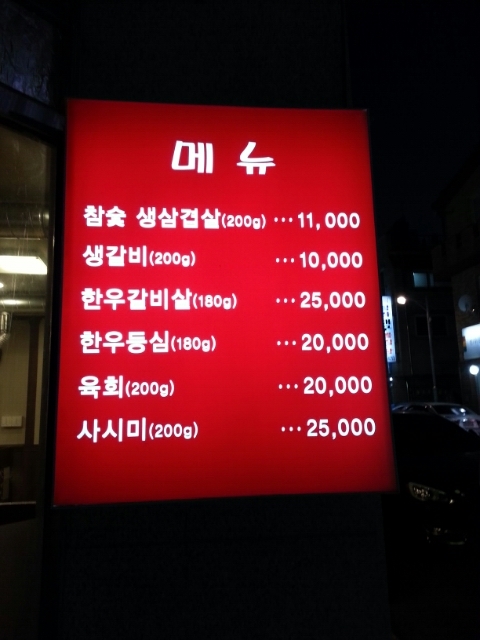 메뉴
참숯 생삼겹살(200g) ··· 11,000
생갈비(200g) ··· 10,000
한우갈비살(180g) ··· 25,000
한우등심(180g) ··· 20,000
육회(200g) ··· 20,000
사시미(200g) ··· 25,000